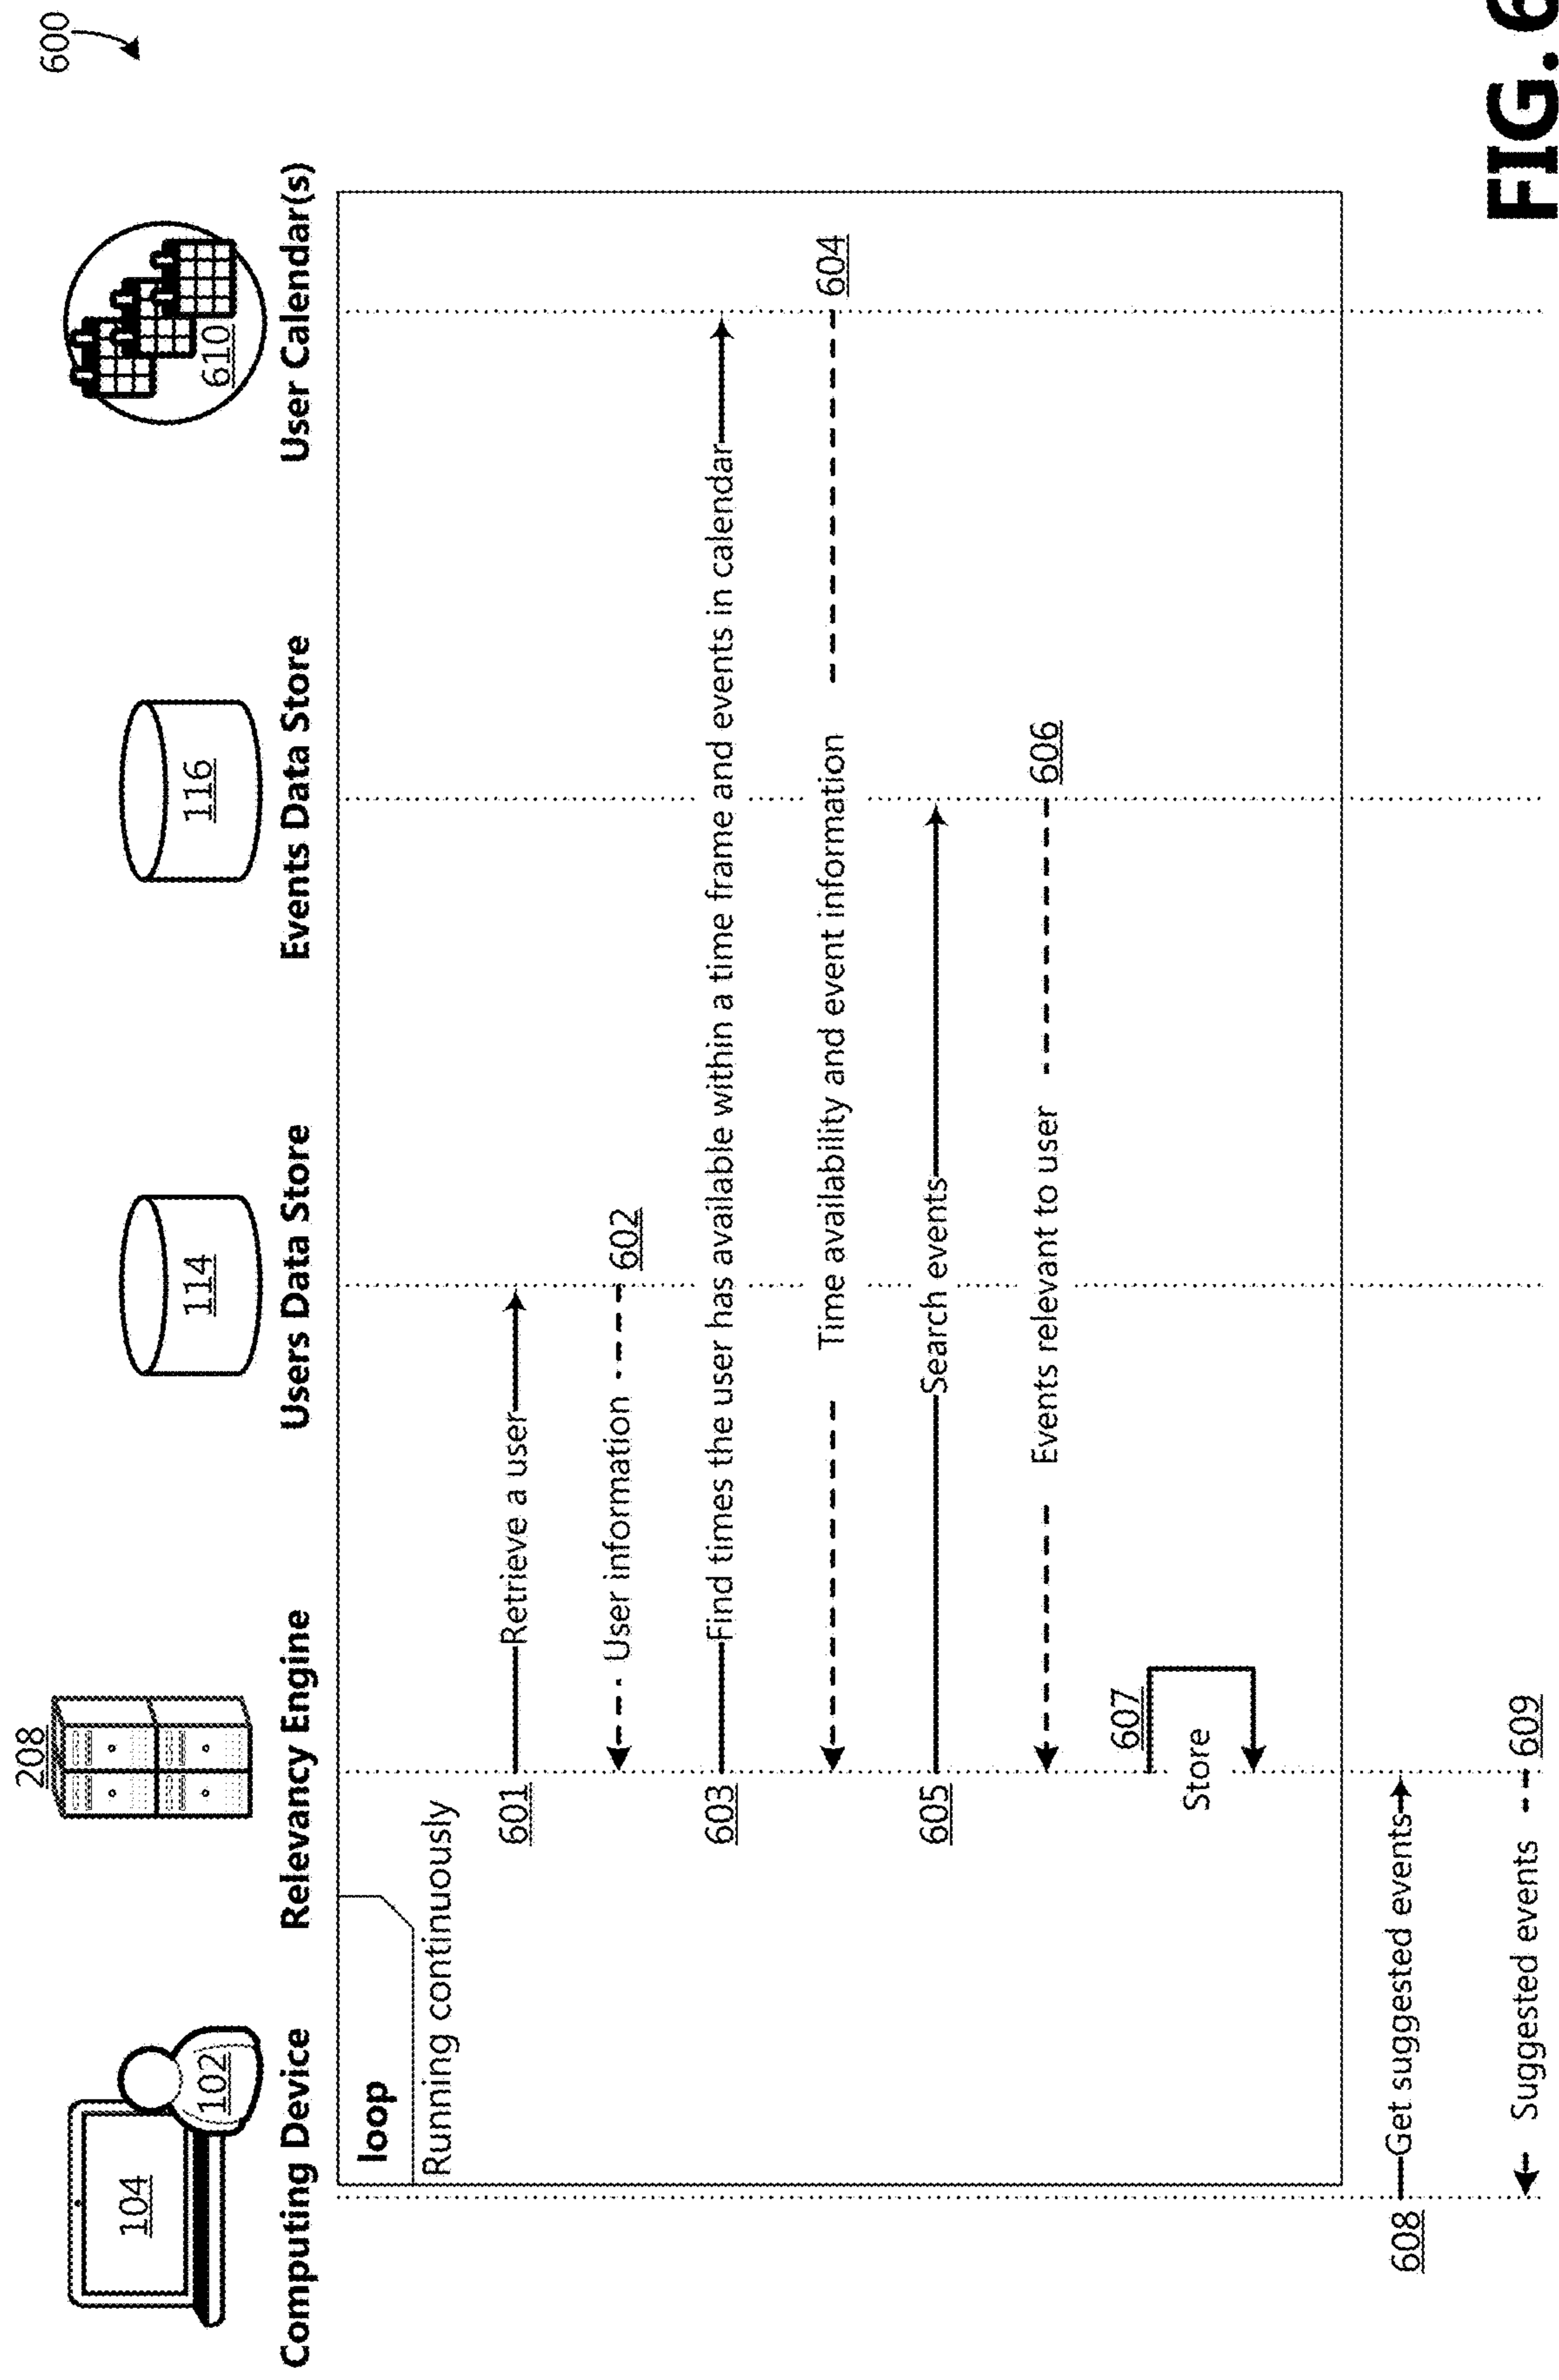 600
208
104
102
114
116
610
Computing Device
Relevancy Engine
Users Data Store
Events Data Store
User Calendar(s)
loop
Running continuously
601
Retrieve a user
User information
602
603
Find times the user has available within a time frame and events in calendar
Time availability and event information
604
605
Search events
Events relevant to user
606
607
Store
608
Get suggested events
Suggested events
609
FIG. 6